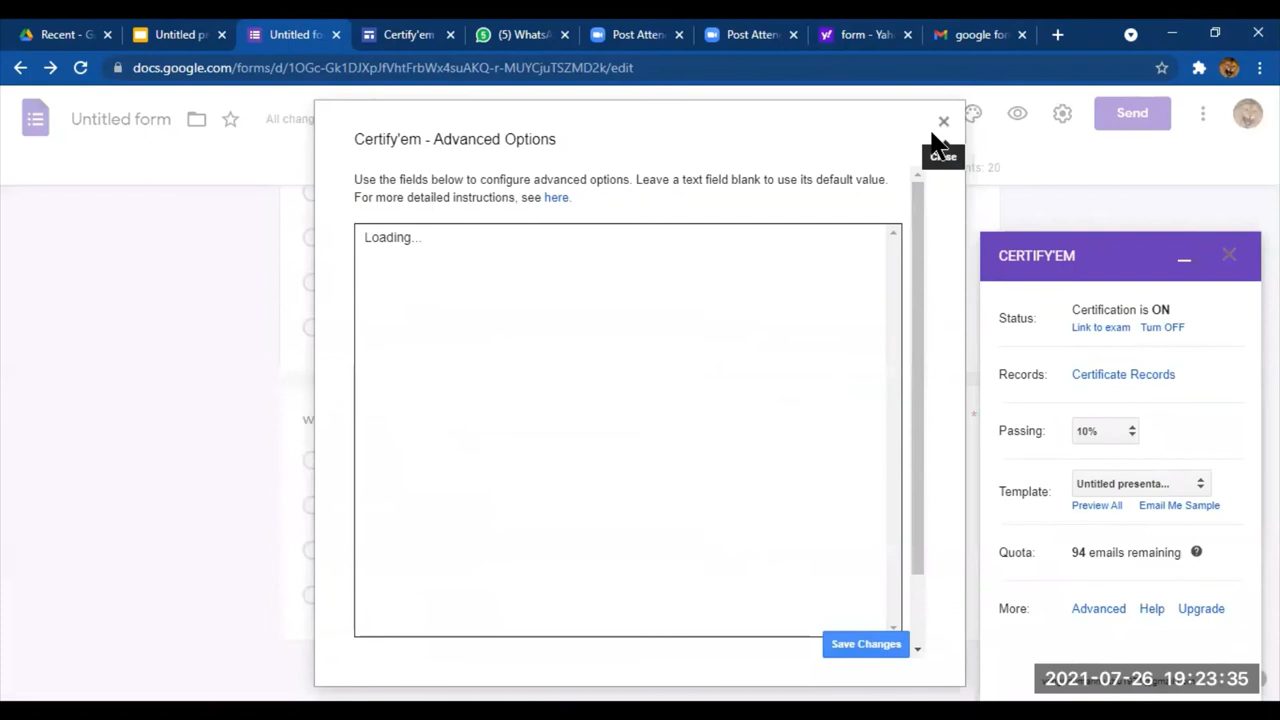 Recent - G
Untitled p
Untitled fo
Certify'em
(5) WhatsA
Post Atten
Post Atten
form - Yaho
google for
docs.google.com/forms/d/1OGc-Gk1DJXpJfVhtFrbWx4suAKQ-r-MUYCjuTSZMD2k/edit
Untitled form
All chang
Send
Certify'em - Advanced Options
Use the fields below to configure advanced options. Leave a text field blank to use its default value.
For more detailed instructions, see here.
Loading...
Save Changes
CERTIFY'EM
Status:
Certification is ON
Link to exam Turn OFF
Records: Certificate Records
Passing: 10%
Template: Untitled presenta...
Preview All Email Me Sample
Quota: 94 emails remaining
More: Advanced Help Upgrade
2021-07-26 19:23:35